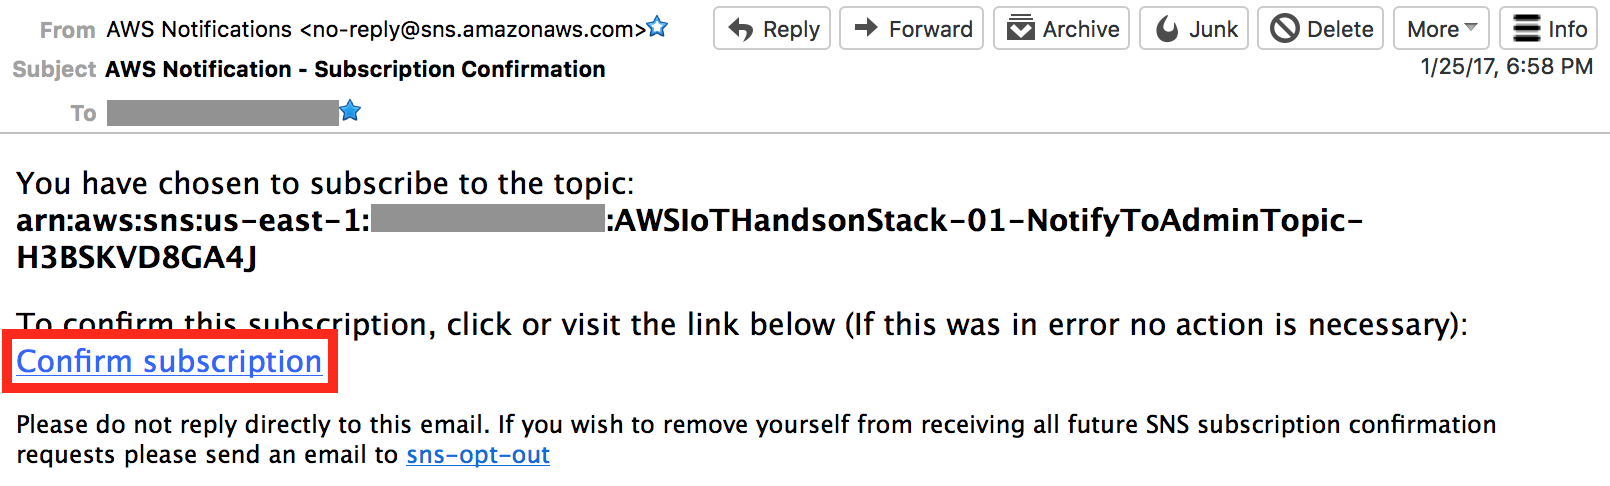 From AWS Notifications <no-reply@sns.amazonaws.com> Reply Forward Archive Junk Delete More Info
Subject AWS Notification - Subscription Confirmation 1/25/17, 6:58 PM
To
You have chosen to subscribe to the topic:
arn:aws:sns:us-east-1: :AWSIoTHandsonStack-01-NotifyToAdminTopic-
H3BSKVD8GA4J
To confirm this subscription, click or visit the link below (If this was in error no action is necessary):
Confirm subscription
Please do not reply directly to this email. If you wish to remove yourself from receiving all future SNS subscription confirmation
requests please send an email to sns-opt-out